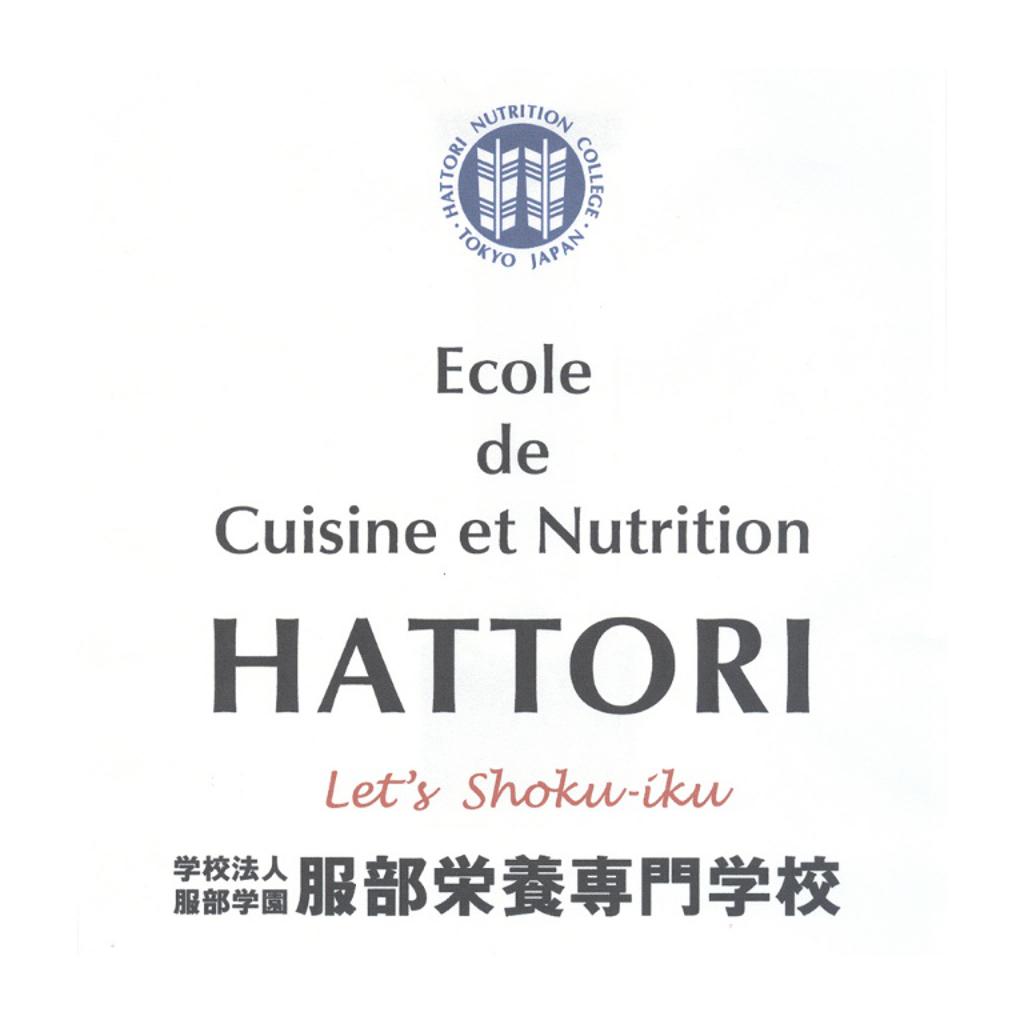 HATTORI NUTRITION COLLEGE・TOKYO JAPAN・
Ecole
de
Cuisine et Nutrition
HATTORI
Let's Shoku-iku
学校法人
服部学園
服部栄養専門学校